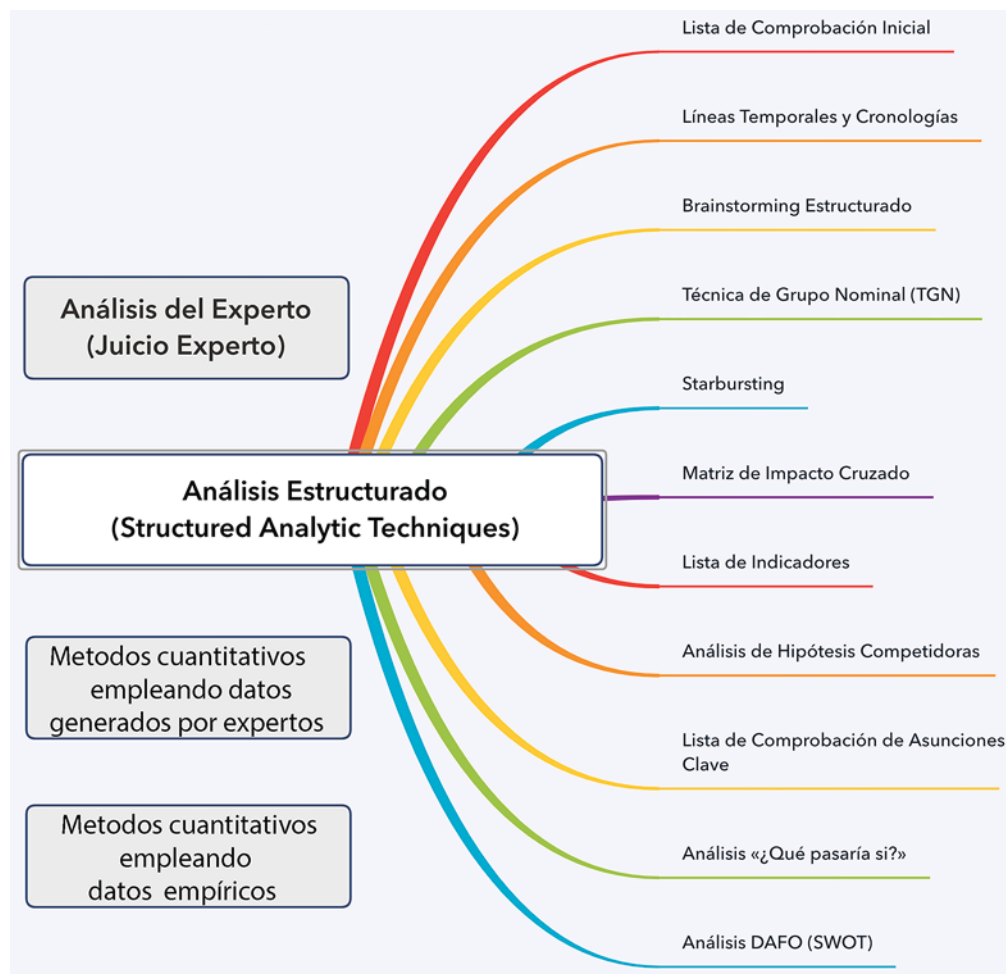 Lista de Comprobación Inicial
Líneas Temporales y Cronologías
Brainstorming Estructurado
Técnica de Grupo Nominal (TGN)
Starbursting
Matriz de Impacto Cruzado
Lista de Indicadores
Análisis de Hipótesis Competidoras
Lista de Comprobación de Asunciones
Clave
Análisis «¿Qué pasaría si?»
Análisis DAFO (SWOT)
Análisis del Experto
(Juicio Experto)
Análisis Estructurado
(Structured Analytic Techniques)
Metodos cuantitativos
empleando datos
generados por expertos
Metodos cuantitativos
empleando
datos empíricos